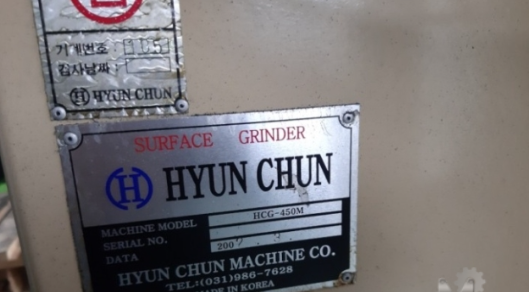 기계번호 :
검사날짜 :
HYUN CHUN
SURFACE GRINDER
HYUN CHUN
MACHINE MODEL HCG-450M
SERIAL NO.
DATA 200
HYUN CHUN MACHINE CO.
TEL:(031)986-7628
MADE IN KOREA